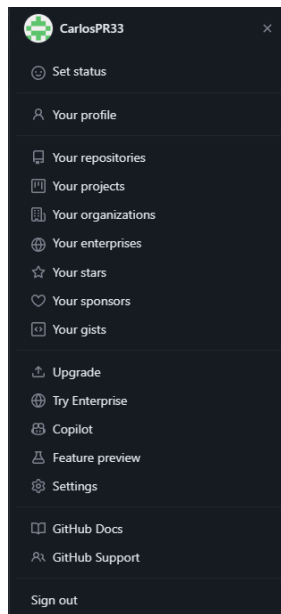 CarlosPR33
Set status
Your profile
Your repositories
Your projects
Your organizations
Your enterprises
Your stars
Your sponsors
Your gists
Upgrade
Try Enterprise
Copilot
Feature preview
Settings
GitHub Docs
GitHub Support
Sign out